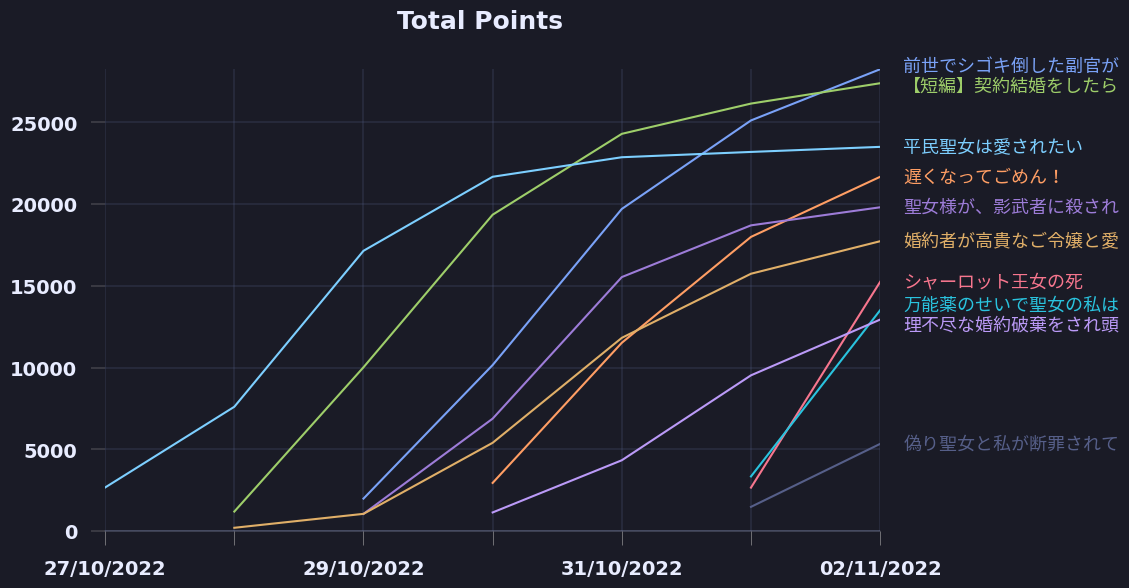 Total Points
前世でシゴキ倒した副官が
【短編】契約結婚をしたら
25000
平民聖女は愛されたい
遅くなってごめん！
20000
聖女様が、影武者に殺され
婚約者が高貴なご令嬢と愛
15000
シャーロット王女の死
万能薬のせいで聖女の私は
理不尽な婚約破棄をされ頭
10000
5000
偽り聖女と私が断罪されて
0
27/10/2022
29/10/2022
31/10/2022
02/11/2022